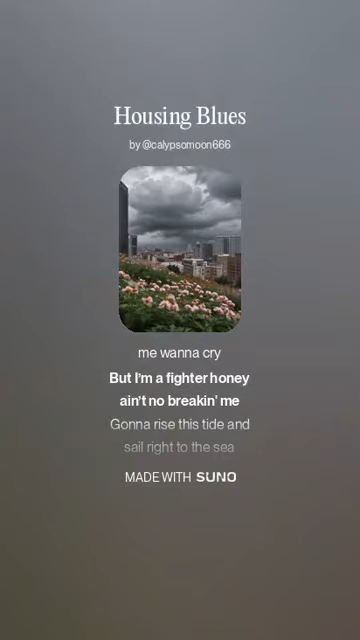 Housing Blues
by @calypsomoon666
me wanna cry
But I'm a fighter honey
ain't no breakin' me
Gonna rise this tide and
sail right to the sea
MADE WITH SUNO